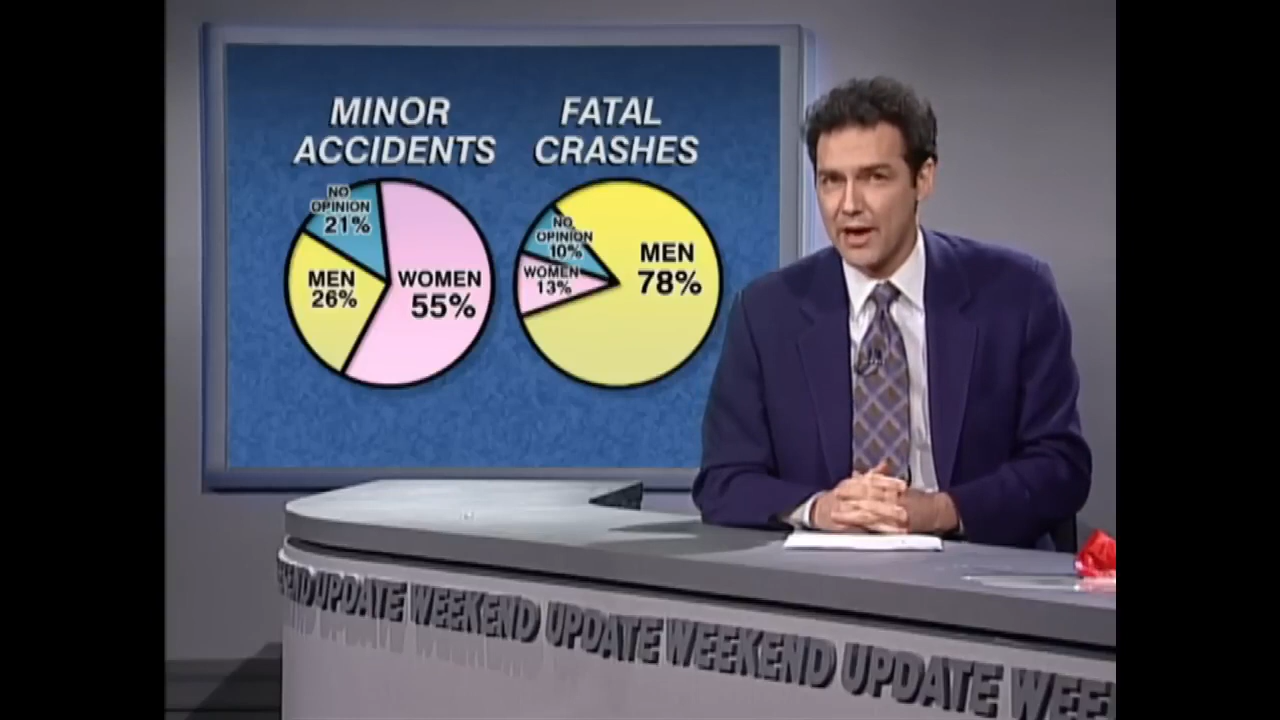 MINOR
ACCIDENTS
NO
OPINION
21%
MEN
26%
WOMEN
55%
FATAL
CRASHES
NO
OPINION
10%
WOMEN
13%
MEN
78%
UPDATE WEEKEND UPDATE WEEKEND UPDATE WEE